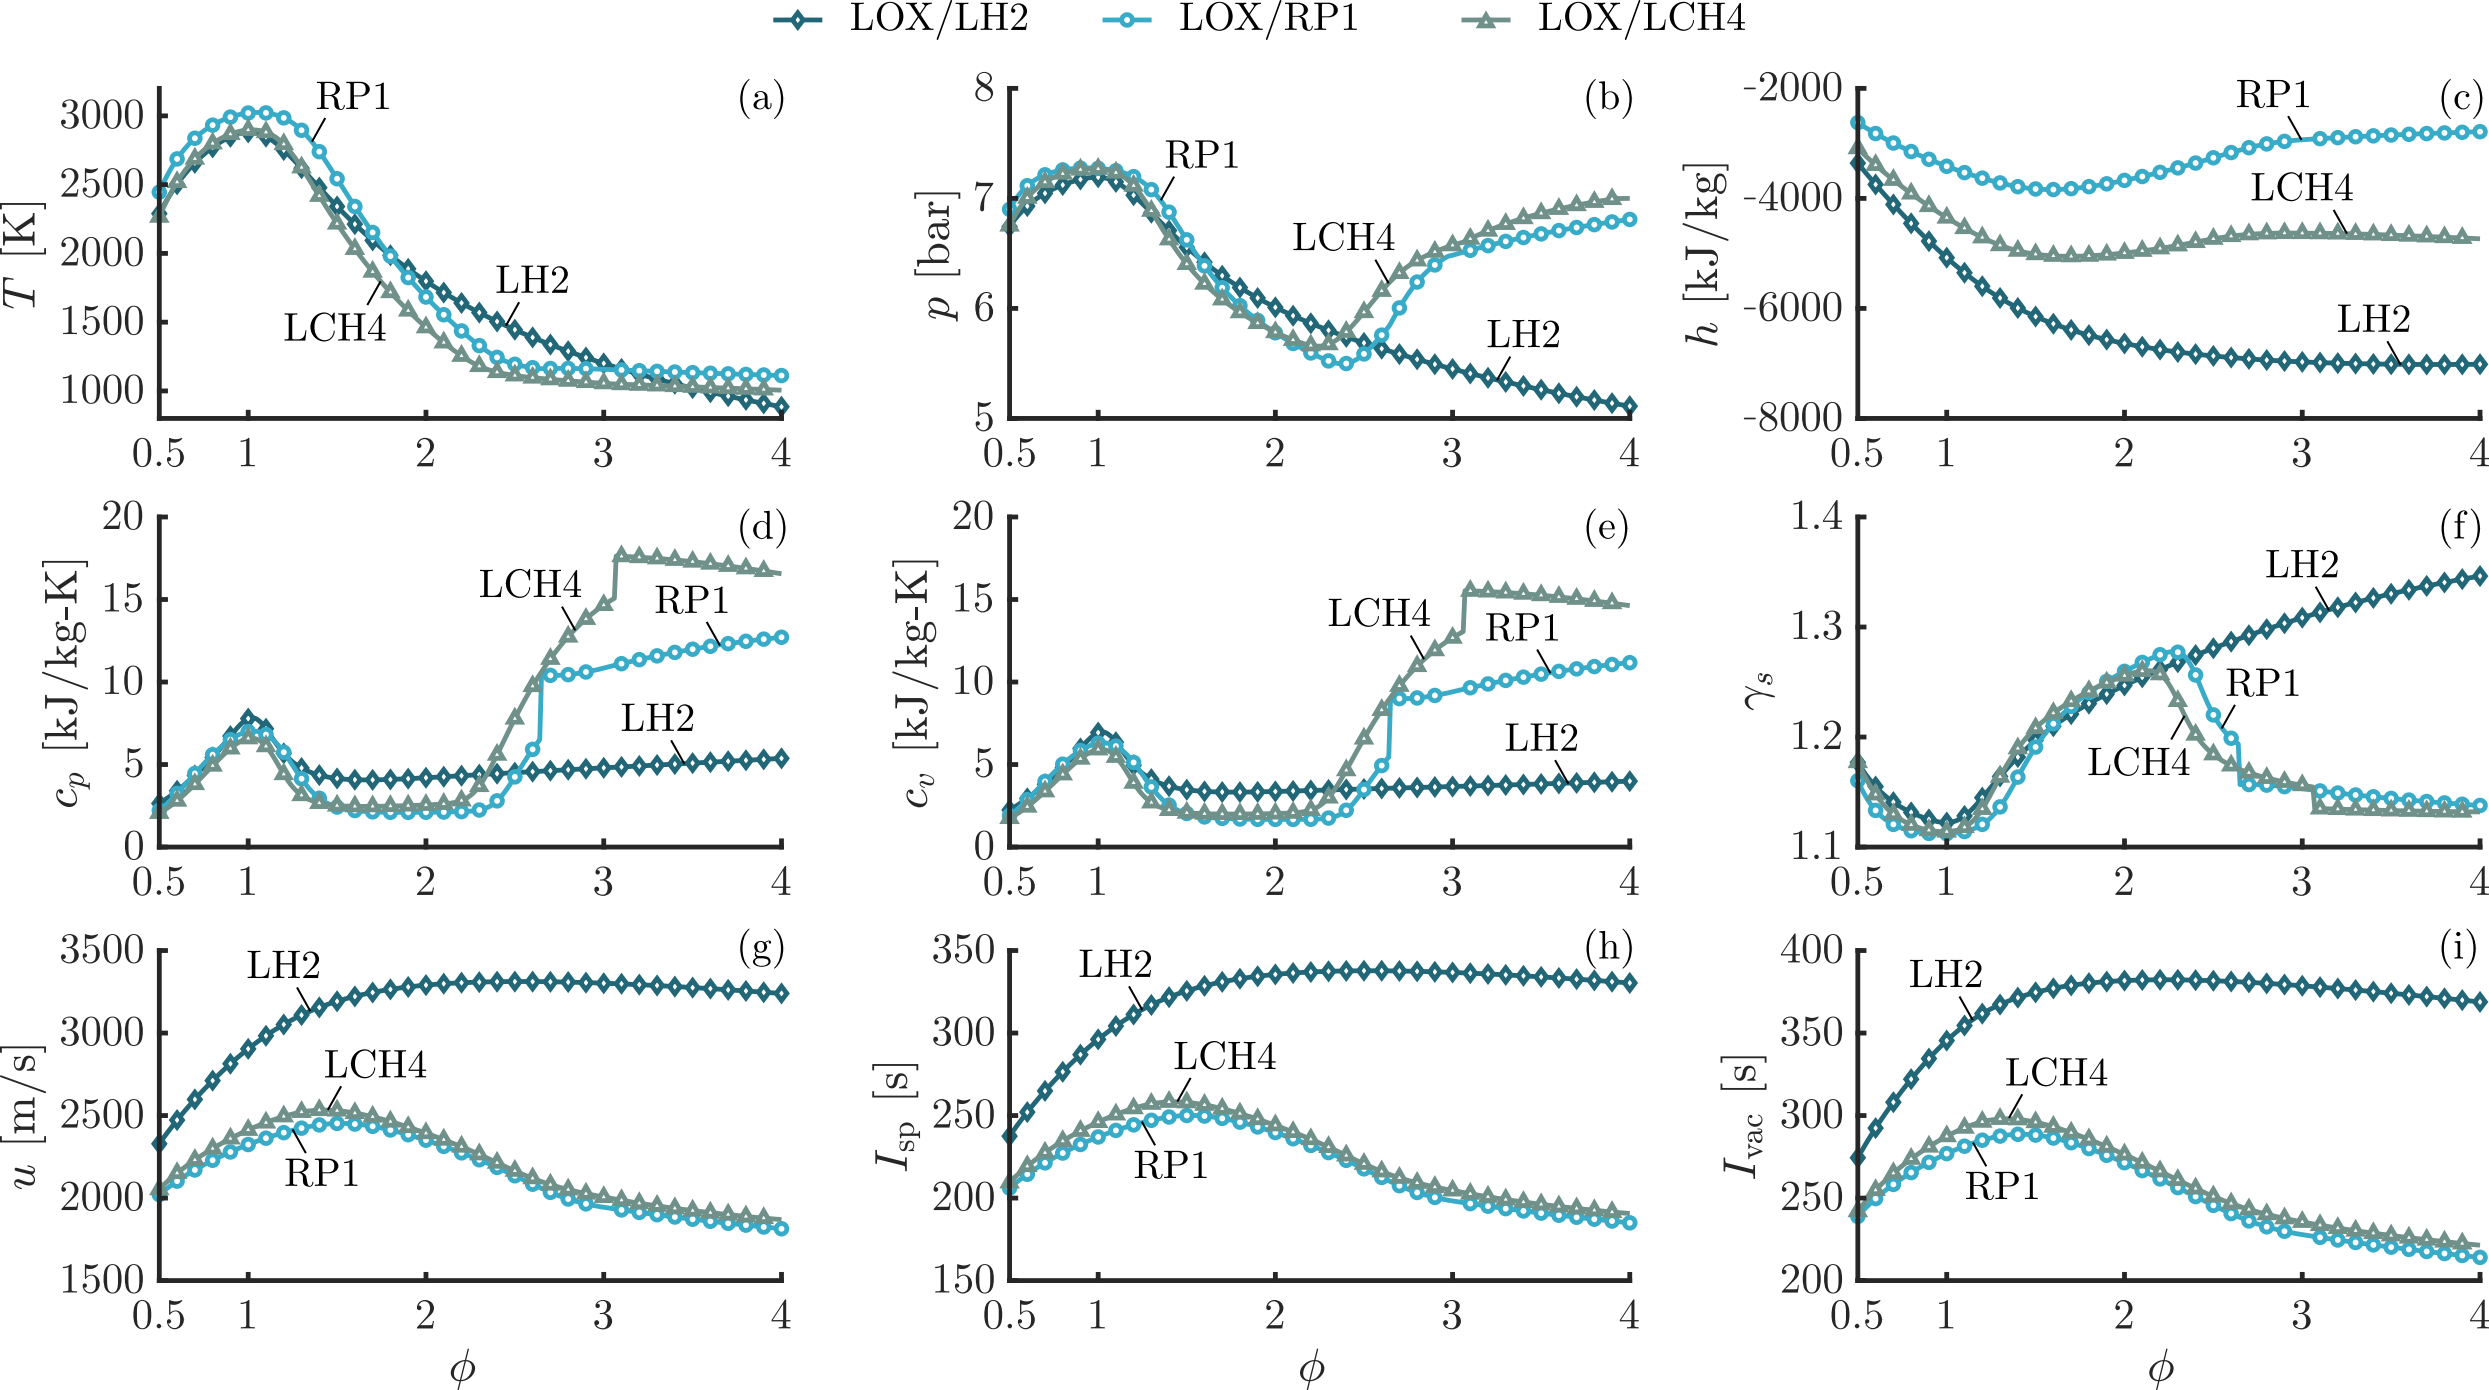 LOX/LH2 LOX/RP1 LOX/LCH4
(a)
T [K]
3000
2500
2000
1500
1000
0.5 1 2 3 4
RP1
LH2
LCH4
(b)
p [bar]
8
7
6
5
0.5 1 2 3 4
RP1
LCH4
LH2
(c)
h [kJ/kg]
-2000
-4000
-6000
-8000
0.5 1 2 3 4
RP1
LCH4
LH2
(d)
cp [kJ/kg-K]
20
15
10
5
0
0.5 1 2 3 4
LCH4
RP1
LH2
(e)
cv [kJ/kg-K]
20
15
10
5
0
0.5 1 2 3 4
LCH4
RP1
LH2
(f)
γs
1.4
1.3
1.2
1.1
0.5 1 2 3 4
LH2
RP1
LCH4
(g)
u [m/s]
3500
3000
2500
2000
1500
0.5 1 2 3 4
ϕ
LH2
LCH4
RP1
(h)
Isp [s]
350
300
250
200
150
0.5 1 2 3 4
ϕ
LH2
LCH4
RP1
(i)
Ivac [s]
400
350
300
250
200
0.5 1 2 3 4
ϕ
LH2
LCH4
RP1